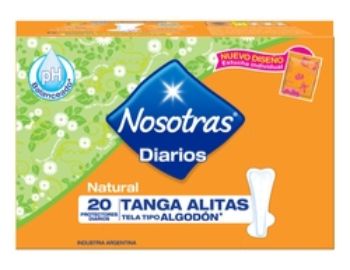 pH
Balanceado
NUEVO DISEÑO
Estuche individual
Nosotras®
Diarios
Natural
20 TANGA ALITAS
PROTECTORES
DIARIOS
TELA TIPO ALGODÓN*
INDUSTRIA ARGENTINA